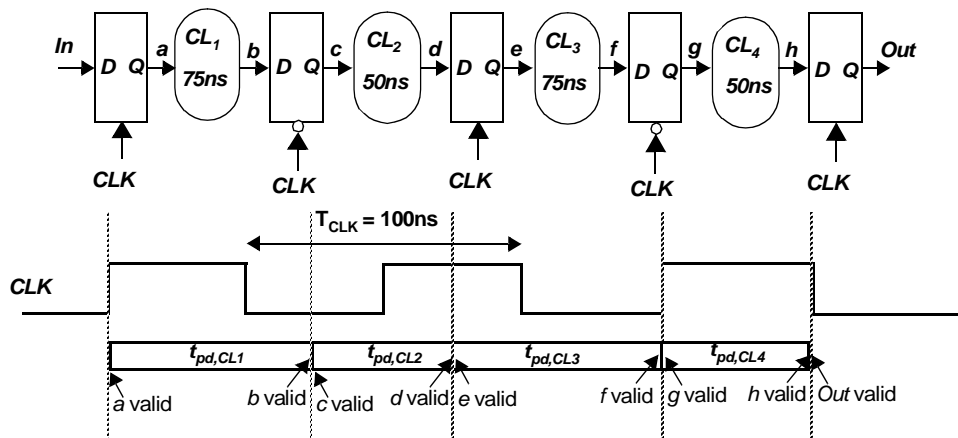 In D Q a CL1 75ns b D Q c CL2 50ns d D Q e CL3 75ns f D Q g CL4 50ns h D Q Out
CLK CLK CLK CLK CLK
TCLK = 100ns
CLK
tpd,CL1 tpd,CL2 tpd,CL3 tpd,CL4
a valid b valid c valid d valid e valid f valid g valid h valid Out valid